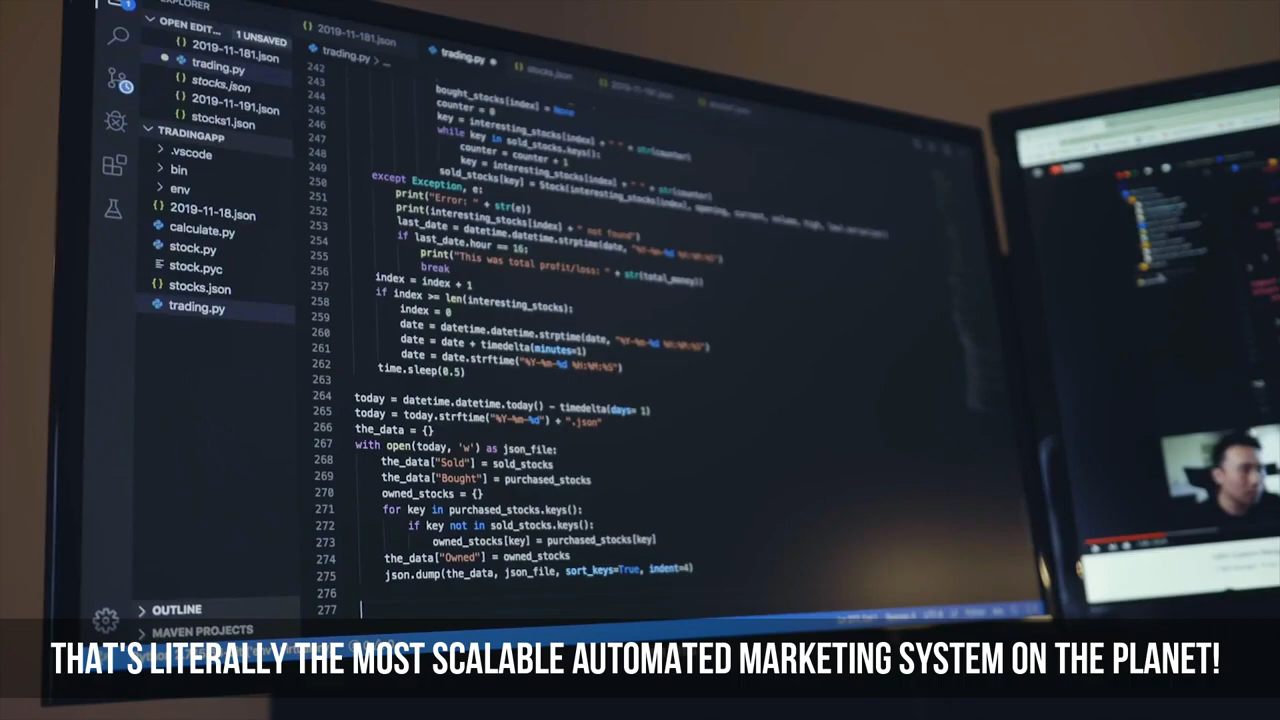 EXPLORER
OPEN EDIT... 1 UNSAVED
2019-11-181.json
trading.py
stocks.json
2019-11-191.json
stocks1.json
TRADINGAPP
.vscode
bin
env
2019-11-18.json
calculate.py
stock.py
stock.pyc
stocks.json
trading.py
OUTLINE
MAVEN PROJECTS
2019-11-181.json
trading.py stocks.json
trading.py > ...
242
243 bought_stocks[index] = None
244 counter = 0
245 key = interesting_stocks[index] + " " + str(counter)
246 while key in sold_stocks.keys():
247 counter = counter + 1
248 key = interesting_stocks[index] + " " + str(counter)
249 sold_stocks[key] = Stock(interesting_stocks[index], opening, current, volume, high,
250 except Exception, e:
251 print("Error: " + str(e))
252 print(interesting_stocks[index] + " not found")
253 last_date = datetime.datetime.strptime(date, "%Y-%m-%d %H:%M:%S")
254 if last_date.hour == 16:
255 print("This was total profit/loss: " + str(total_money))
256 break
257 index = index + 1
258 if index >= len(interesting_stocks):
259 index = 0
260 date = datetime.datetime.strptime(date, "%Y-%m-%d %H:%M:%S")
261 date = date + timedelta(minutes=1)
262 date = date.strftime("%Y-%m-%d %H:%M:%S")
263 time.sleep(0.5)
264 today = datetime.datetime.today() - timedelta(days= 1)
265 today = today.strftime("%Y-%m-%d") + ".json"
266 the_data = {}
267 with open(today, 'w') as json_file:
268 the_data["Sold"] = sold_stocks
269 the_data["Bought"] = purchased_stocks
270 owned_stocks = {}
271 for key in purchased_stocks.keys():
272 if key not in sold_stocks.keys():
273 owned_stocks[key] = purchased_stocks[key]
274 the_data["Owned"] = owned_stocks
275 json.dump(the_data, json_file, sort_keys=True, indent=4)
276
277
THAT'S LITERALLY THE MOST SCALABLE AUTOMATED MARKETING SYSTEM ON THE PLANET!